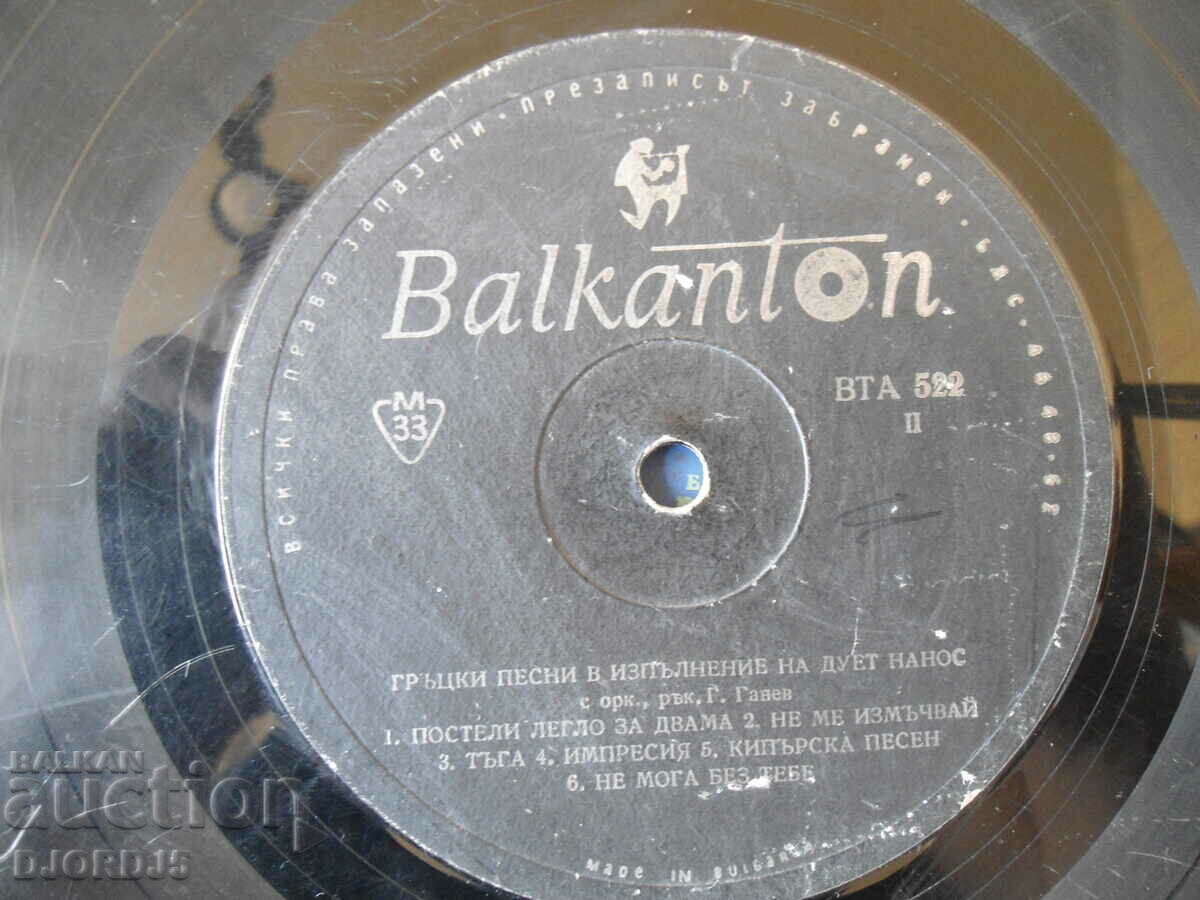 ВСИЧКИ ПРАВА ЗАПАЗЕНИ · ПРЕЗАПИСЪТ ЗАБРАНЕН · БДС
Balkanton
М
33
ВТА 522
II
Е
ГРЪЦКИ ПЕСНИ В ИЗПЪЛНЕНИЕ НА ДУЕТ НАНОС
с орк., рък. Г. Ганев
1. ПОСТЕЛИ ЛЕГЛО ЗА ДВАМА 2. НЕ МЕ ИЗМЪЧВАЙ
3. ТЪГА 4. ИМПРЕСИЯ 5. КИПЪРСКА ПЕСЕН
6. НЕ МОГА БЕЗ ТЕБЕ
MADE IN BULGARIA
BALKAN
auction
DJORDJ5